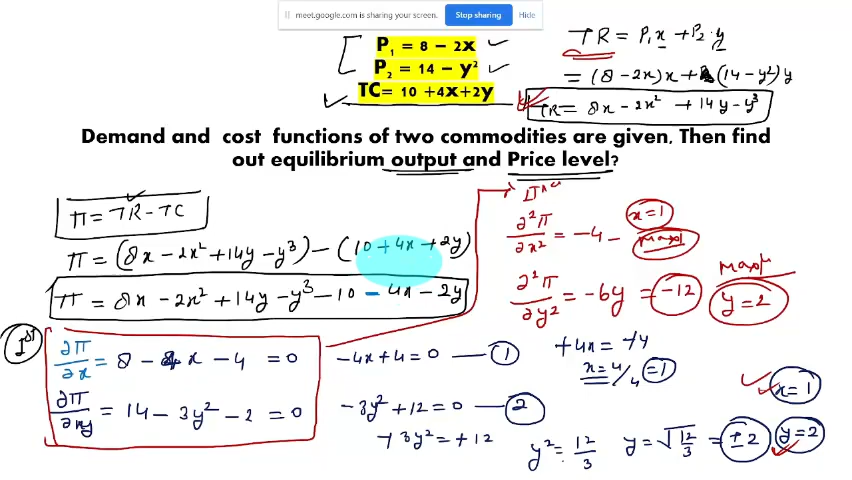 meet.google.com is sharing your screen. Stop sharing Hide
P₁ = 8 – 2x
P₂ = 14 – y²
TC= 10 +4x+2y
TR = P₁x + P₂.y
= (8 - 2x)x + (14 - y²)y
TR = 8x - 2x² + 14y - y³
Demand and cost functions of two commodities are given. Then find
out equilibrium output and Price level?
π = TR - TC
π = (8x - 2x² + 14y - y³) - (10 + 4x + 2y)
π = 8x - 2x² + 14y - y³ - 10 - 4x - 2y
Ist
∂π/∂x = 8 - 4x - 4 = 0
∂π/∂y = 14 - 3y² - 2 = 0
-4x + 4 = 0 — ①
-3y² + 12 = 0 — ②
+3y² = +12
y² = 12/3
y = √12/3 = ±2
y = 2
+4x = +4
x = 4/4 = 1
x = 1
∂²π/∂x² = -4 -
x = 1
max
∂²π/∂y² = -6y = -12
max
y = 2